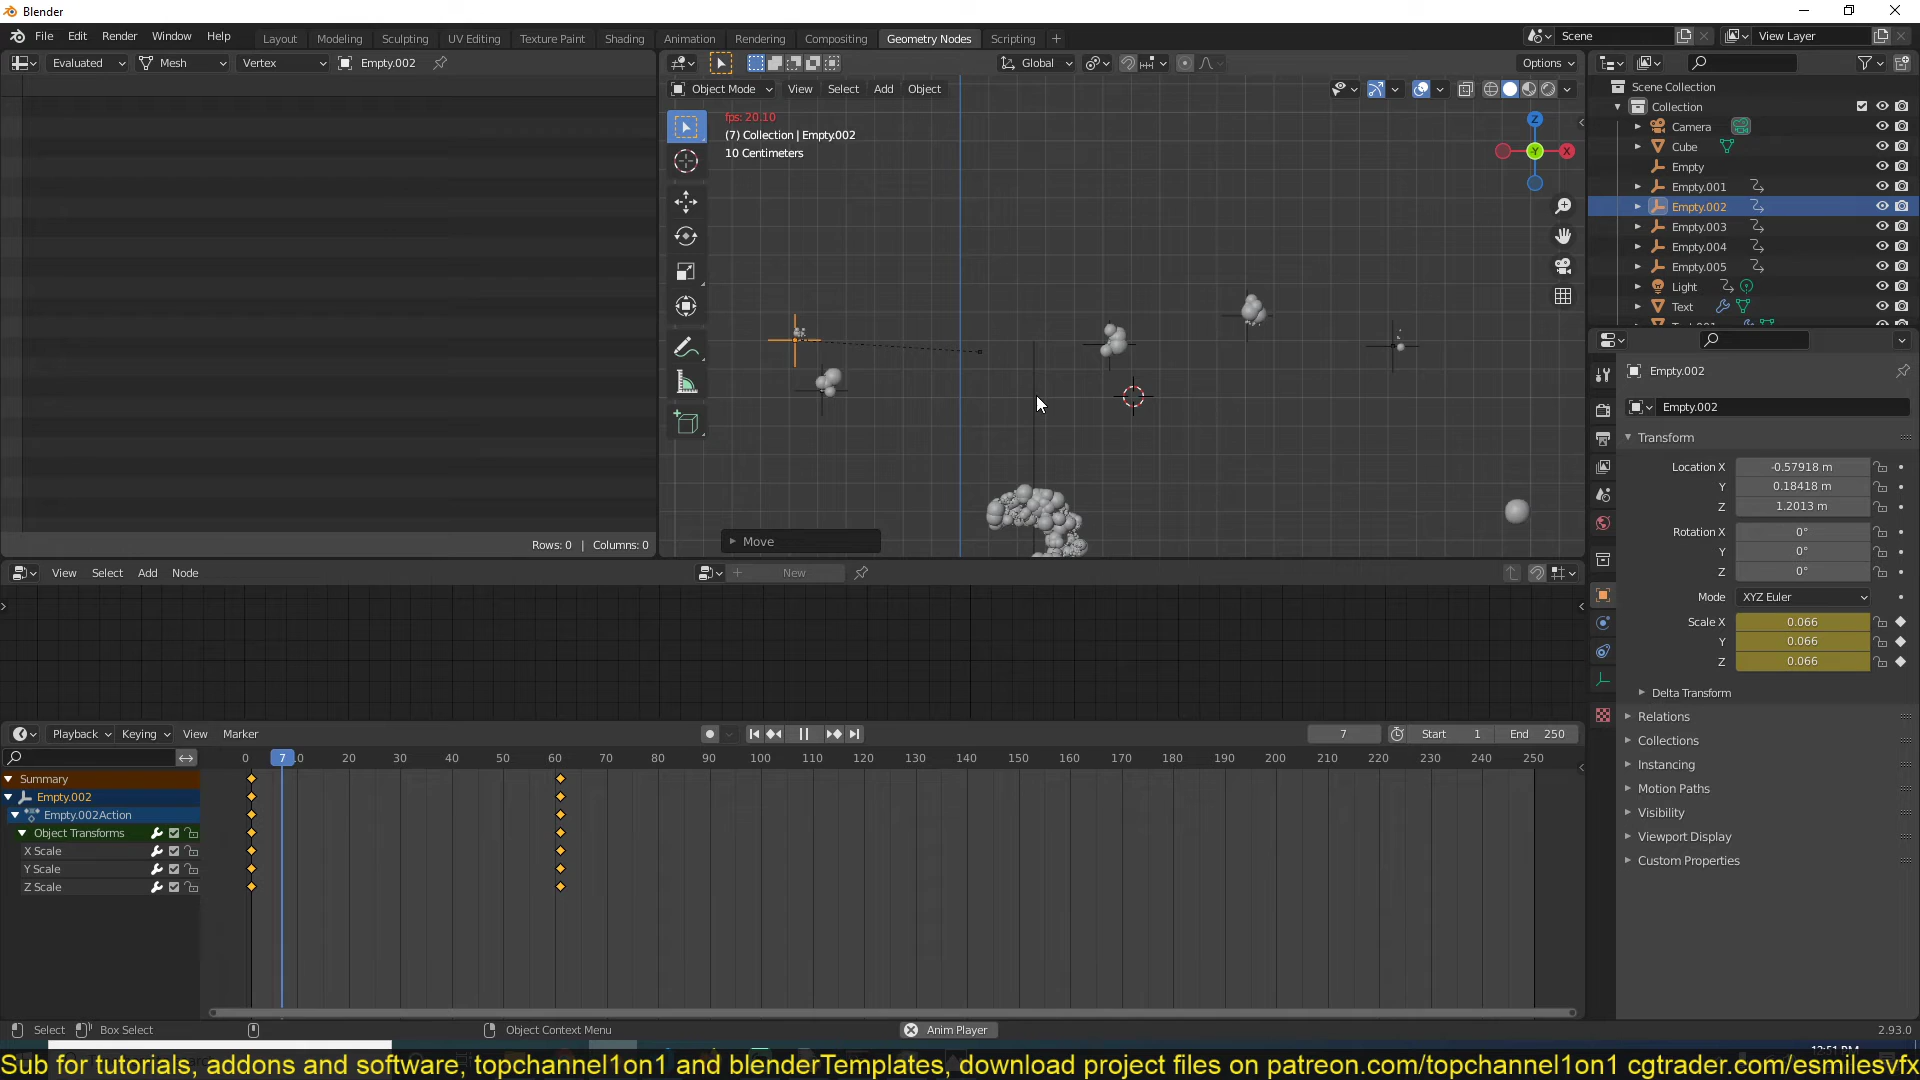 Blender
File Edit Render Window Help
Layout Modeling Sculpting UV Editing Texture Paint Shading Animation Rendering Compositing Geometry Nodes Scripting
Scene
View Layer
Evaluated Mesh Vertex Empty.002
Global
Options
Object Mode View Select Add Object
fps: 20.10
(7) Collection | Empty.002
10 Centimeters
Z
-Y
X
Move
Rows: 0 | Columns: 0
Scene Collection
Collection
Camera
Cube
Empty
Empty.001
Empty.002
Empty.003
Empty.004
Empty.005
Light
Text
Empty.002
Empty.002
Transform
Location X -0.57918 m
Y 0.18418 m
Z 1.2013 m
Rotation X 0°
Y 0°
Z 0°
Mode XYZ Euler
Scale X 0.066
Y 0.066
Z 0.066
Delta Transform
Relations
Collections
Instancing
Motion Paths
Visibility
Viewport Display
Custom Properties
View Select Add Node
New
Playback Keying View Marker
7 Start 1 End 250
0 7 20 30 40 50 60 70 80 90 100 110 120 130 140 150 160 170 180 190 200 210 220 230 240 250
Summary
Empty.002
Empty.002Action
Object Transforms
X Scale
Y Scale
Z Scale
Select Box Select Object Context Menu Anim Player 2.93.0
Sub for tutorials, addons and software, topchannel1on1 and blenderTemplates, download project files on patreon.com/topchannel1on1 cgtrader.com/esmilesvfx